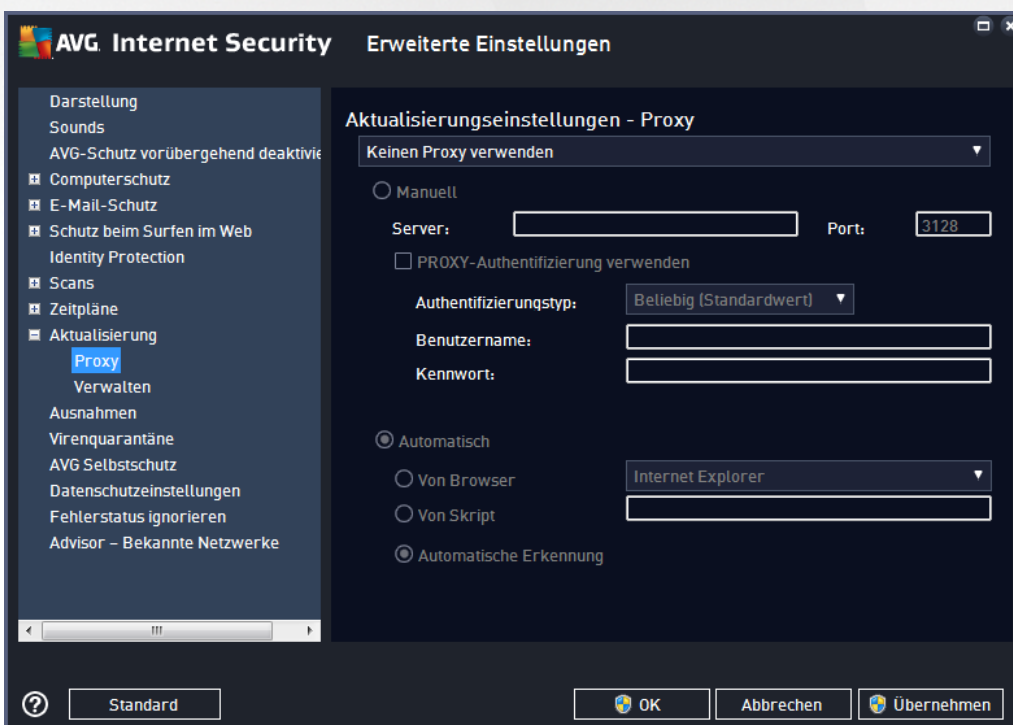 AVG. Internet Security Erweiterte Einstellungen
Darstellung
Sounds
AVG-Schutz vorübergehend deaktivie
Computerschutz
E-Mail-Schutz
Schutz beim Surfen im Web
Identity Protection
Scans
Zeitpläne
Aktualisierung
Proxy
Verwalten
Ausnahmen
Virenquarantäne
AVG Selbstschutz
Datenschutzeinstellungen
Fehlerstatus ignorieren
Advisor – Bekannte Netzwerke
Aktualisierungseinstellungen - Proxy
Keinen Proxy verwenden
Manuell
Server: Port: 3128
PROXY-Authentifizierung verwenden
Authentifizierungstyp: Beliebig (Standardwert)
Benutzername:
Kennwort:
Automatisch
Von Browser Internet Explorer
Von Skript
Automatische Erkennung
? Standard OK Abbrechen Übernehmen